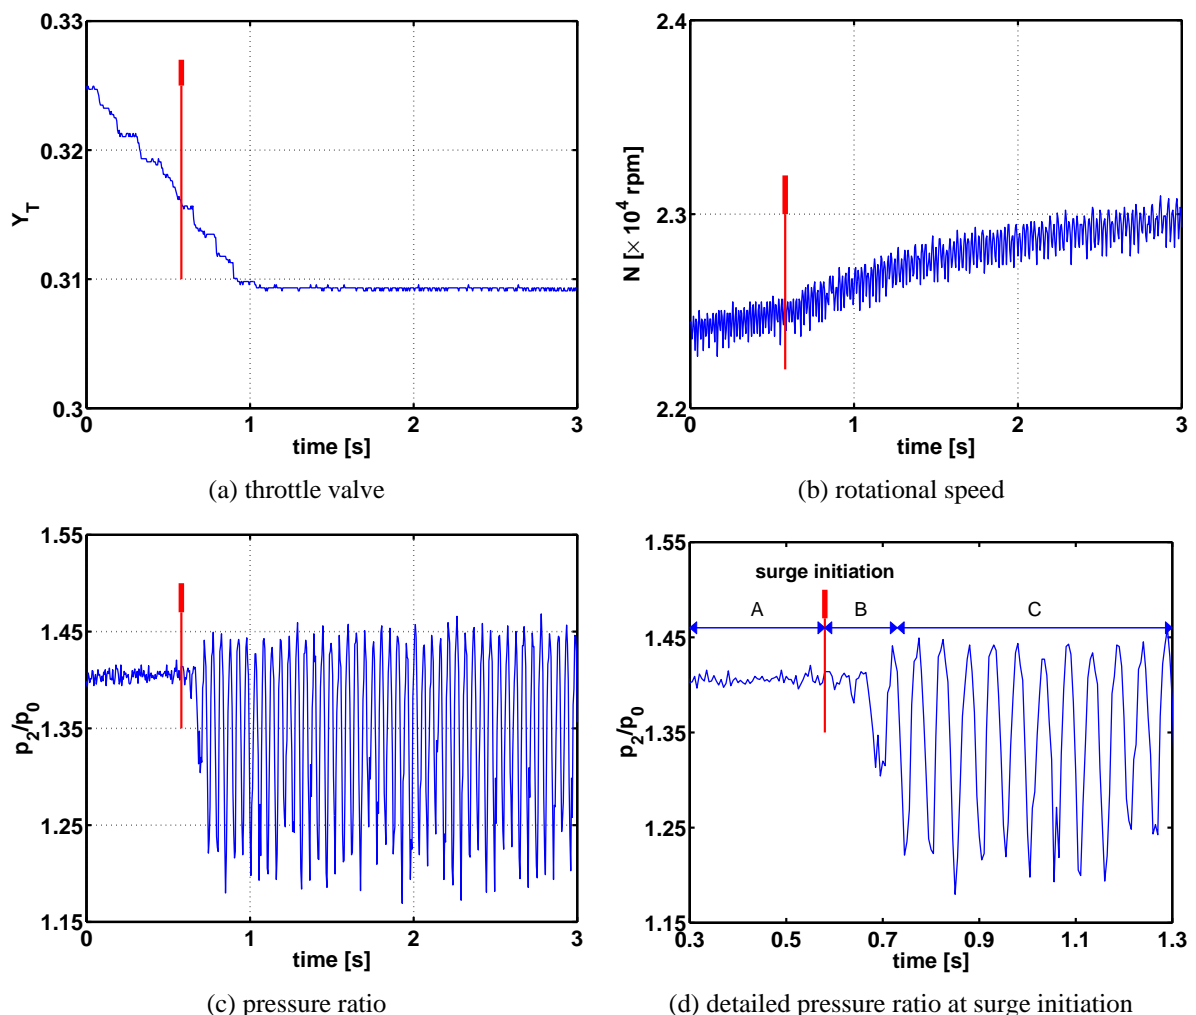 0.33
0.32
0.31
0.3
Y_T
0 1 2 3
time [s]
(a) throttle valve
2.4
2.3
2.2
N [× 10^4 rpm]
0 1 2 3
time [s]
(b) rotational speed
1.55
1.45
1.35
1.25
1.15
p_2/p_0
0 1 2 3
time [s]
(c) pressure ratio
1.55
1.45
1.35
1.25
1.15
p_2/p_0
surge initiation
A B C
0.3 0.5 0.7 0.9 1.1 1.3
time [s]
(d) detailed pressure ratio at surge initiation